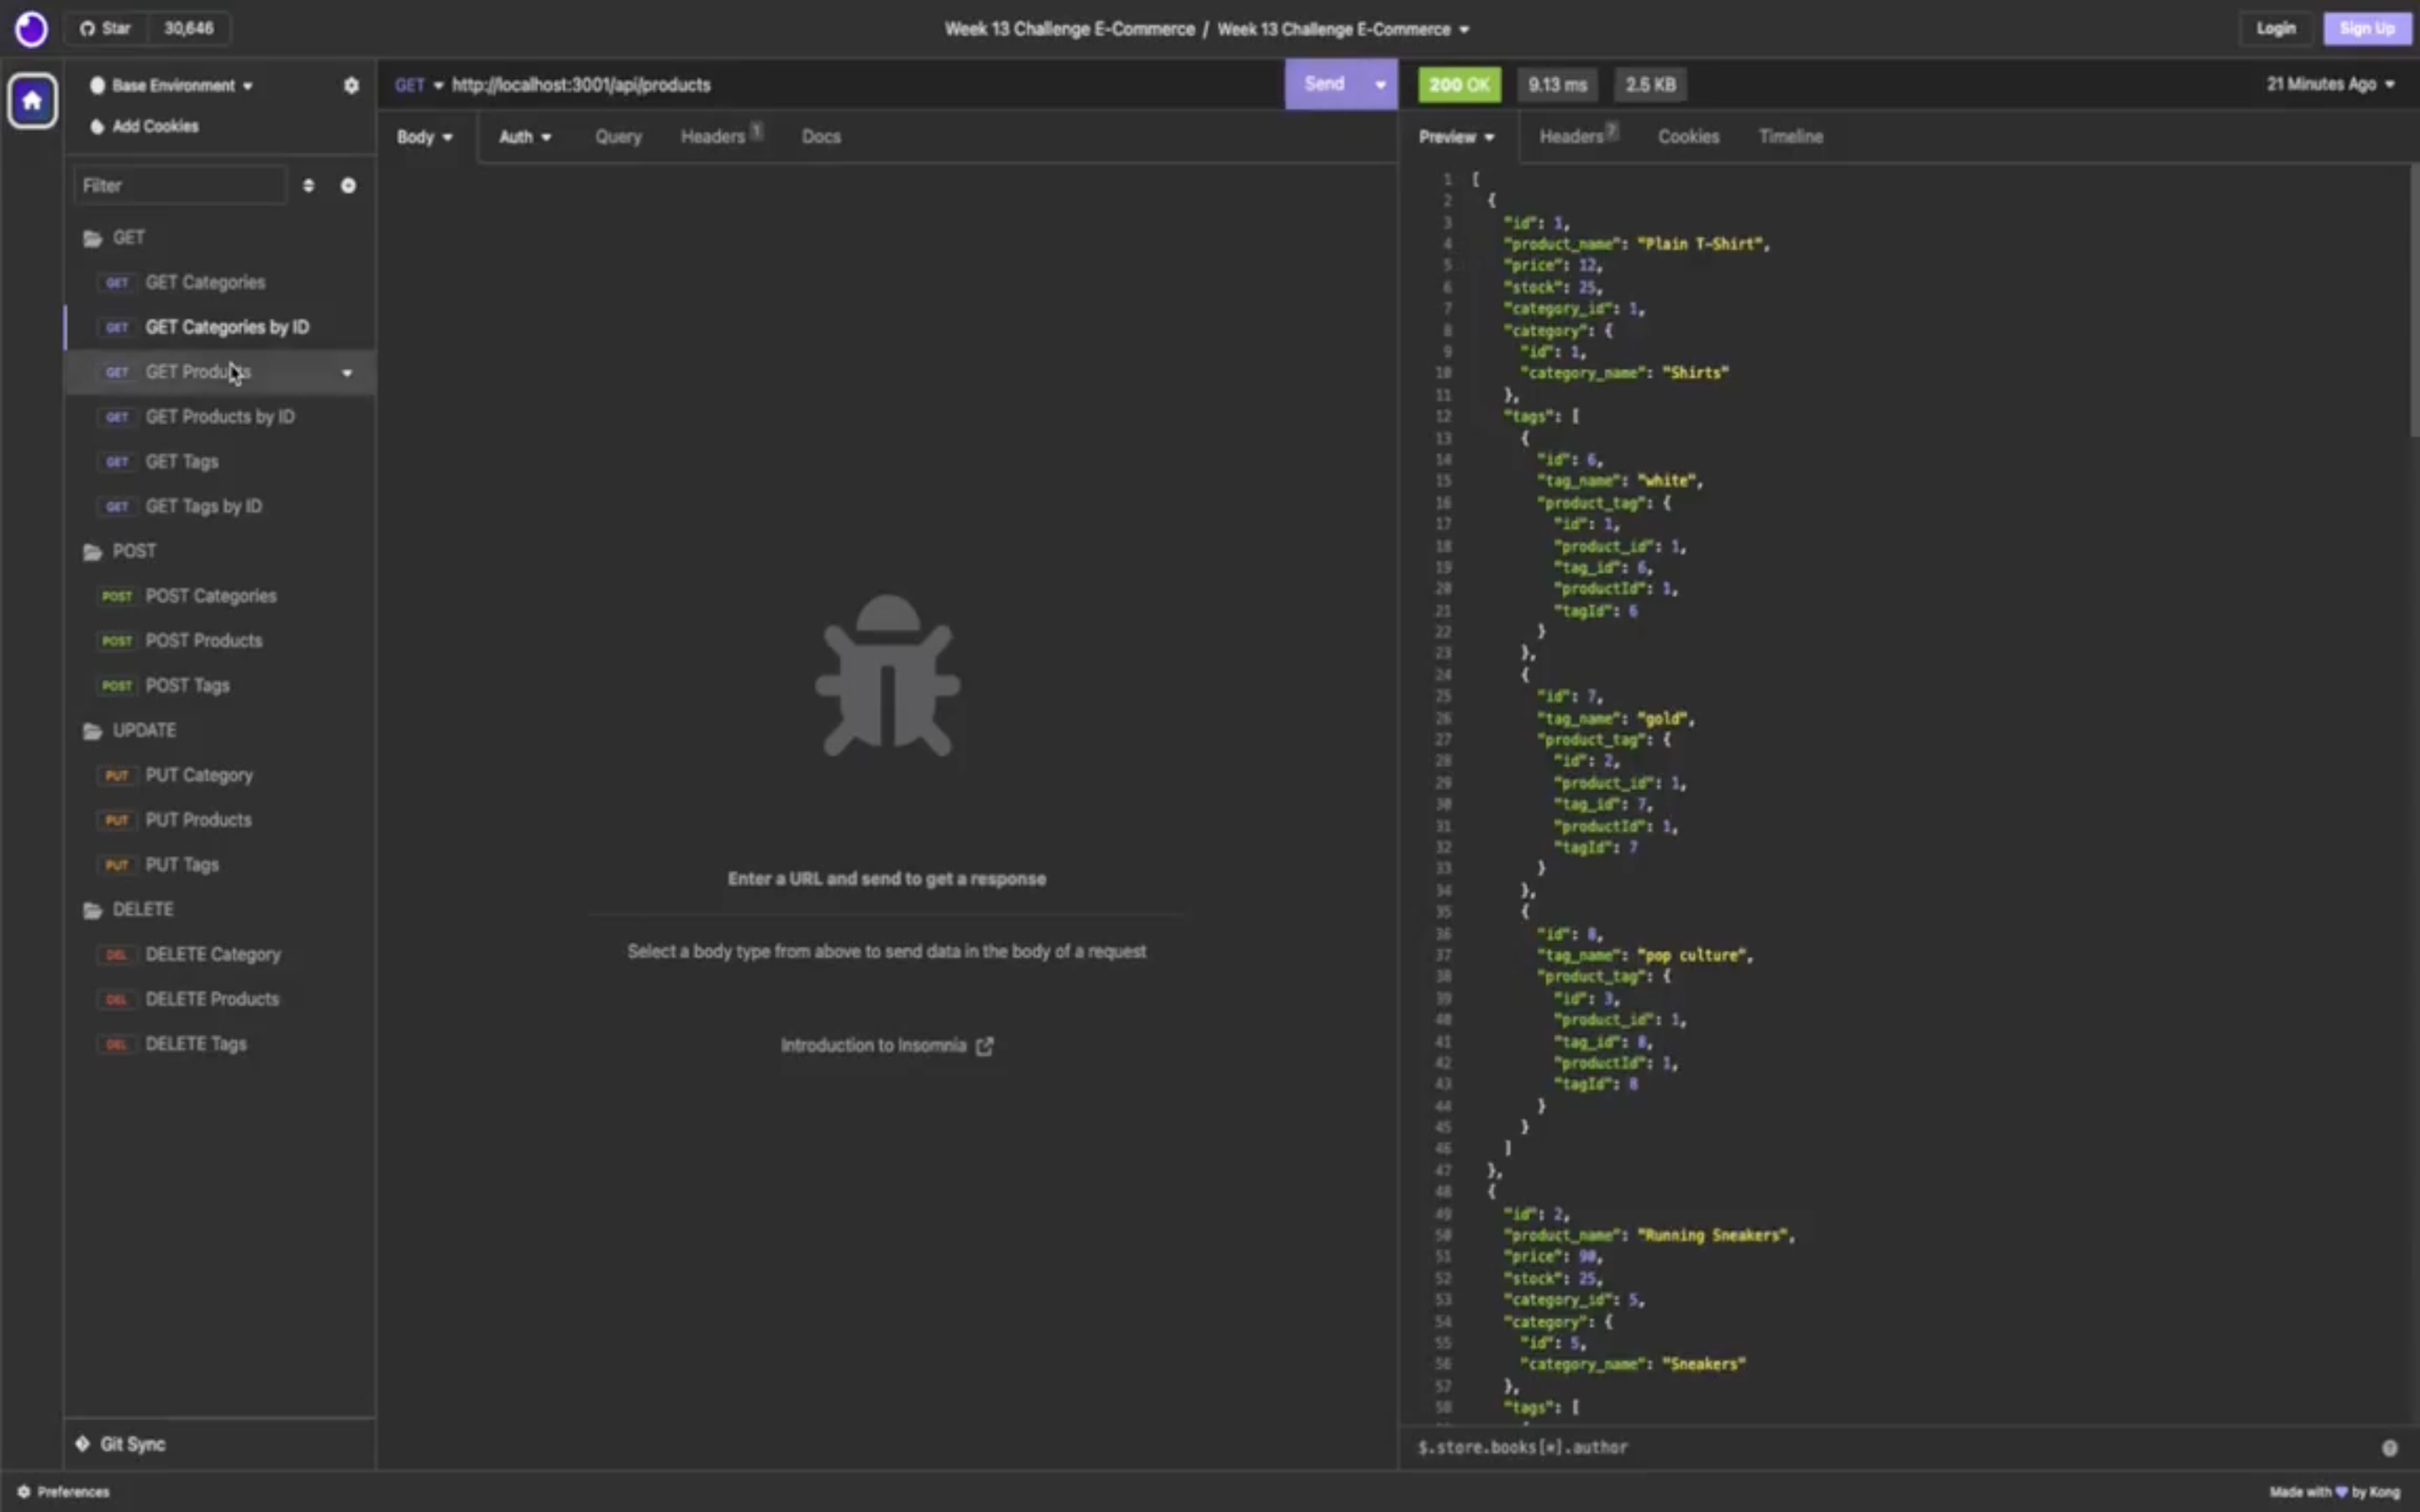 Star 30,646
Week 13 Challenge E-Commerce / Week 13 Challenge E-Commerce
Login
Sign Up
Base Environment
Add Cookies
Filter
GET
GET GET Categories
GET GET Categories by ID
GET GET Products
GET GET Products by ID
GET GET Tags
GET GET Tags by ID
POST
POST POST Categories
POST POST Products
POST POST Tags
UPDATE
PUT PUT Category
PUT PUT Products
PUT PUT Tags
DELETE
DEL DELETE Category
DEL DELETE Products
DEL DELETE Tags
Git Sync
Preferences
GET http://localhost:3001/api/products
Send
Body Auth Query Headers 1 Docs
Enter a URL and send to get a response
Select a body type from above to send data in the body of a request
Introduction to Insomnia
200 OK 9.13 ms 2.5 KB
21 Minutes Ago
Preview Headers 7 Cookies Timeline
1 [
2 {
3 "id": 1,
4 "product_name": "Plain T-Shirt",
5 "price": 12,
6 "stock": 25,
7 "category_id": 1,
8 "category": {
9 "id": 1,
10 "category_name": "Shirts"
11 },
12 "tags": [
13 {
14 "id": 6,
15 "tag_name": "white",
16 "product_tag": {
17 "id": 1,
18 "product_id": 1,
19 "tag_id": 6,
20 "productId": 1,
21 "tagId": 6
22 }
23 },
24 {
25 "id": 7,
26 "tag_name": "gold",
27 "product_tag": {
28 "id": 2,
29 "product_id": 1,
30 "tag_id": 7,
31 "productId": 1,
32 "tagId": 7
33 }
34 },
35 {
36 "id": 8,
37 "tag_name": "pop culture",
38 "product_tag": {
39 "id": 3,
40 "product_id": 1,
41 "tag_id": 8,
42 "productId": 1,
43 "tagId": 8
44 }
45 }
46 ]
47 },
48 {
49 "id": 2,
50 "product_name": "Running Sneakers",
51 "price": 90,
52 "stock": 25,
53 "category_id": 5,
54 "category": {
55 "id": 5,
56 "category_name": "Sneakers"
57 },
58 "tags": [
$.store.books[*].author
Made with 💜 by Kong